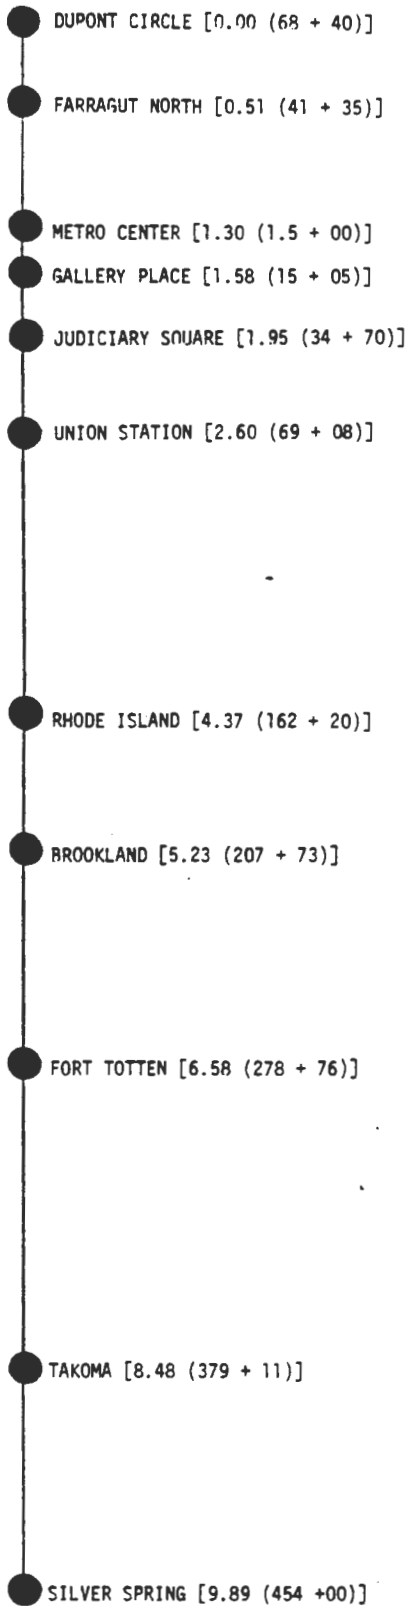 DUPONT CIRCLE [0.00 (68 + 40)]
FARRAGUT NORTH [0.51 (41 + 35)]
METRO CENTER [1.30 (1.5 + 00)]
GALLERY PLACE [1.58 (15 + 05)]
JUDICIARY SQUARE [1.95 (34 + 70)]
UNION STATION [2.60 (69 + 08)]
RHODE ISLAND [4.37 (162 + 20)]
BROOKLAND [5.23 (207 + 73)]
FORT TOTTEN [6.58 (278 + 76)]
TAKOMA [8.48 (379 + 11)]
SILVER SPRING [9.89 (454 +00)]